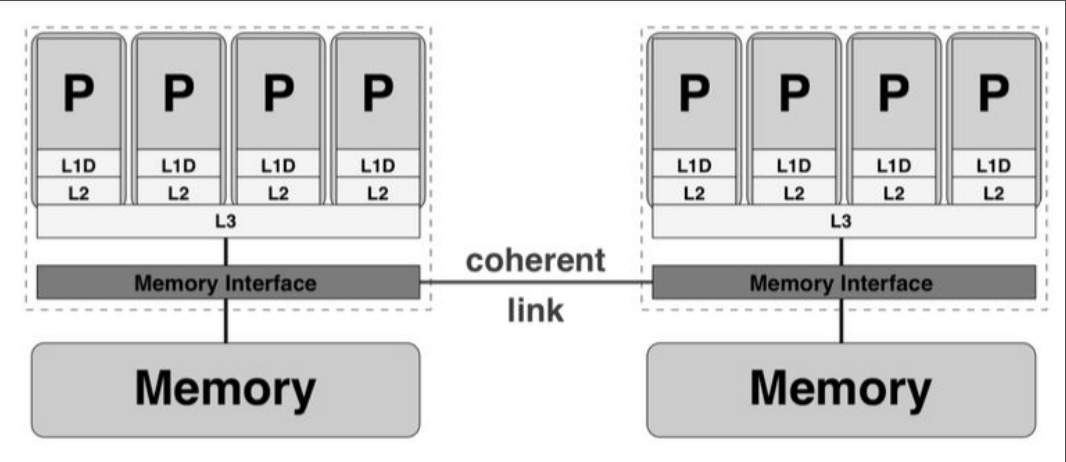 P P P P P P P P
L1D L1D L1D L1D L1D L1D L1D L1D
L2 L2 L2 L2 L2 L2 L2 L2
L3 L3
coherent
Memory Interface Memory Interface
link
Memory Memory